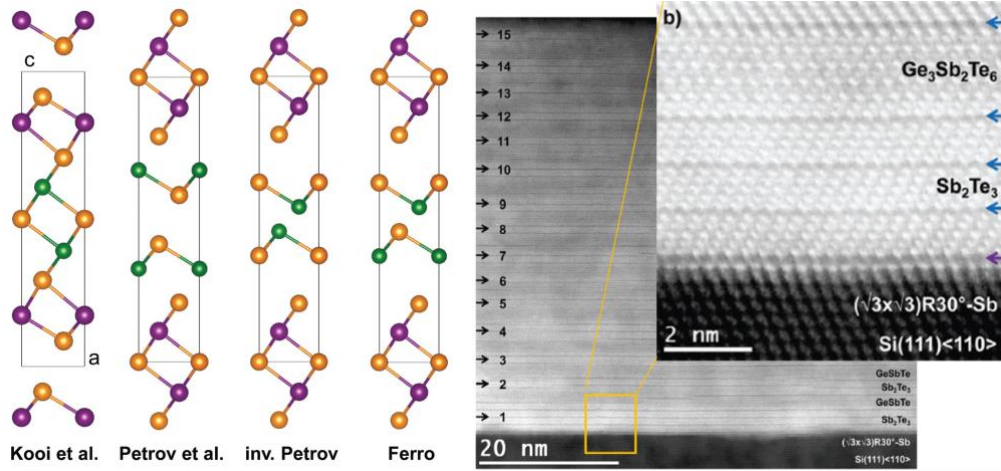 c
a
Kooi et al.
Petrov et al.
inv. Petrov
Ferro
15
14
13
12
11
10
9
8
7
6
5
4
3
2
1
20 nm
GeSbTe
Sb₂Te₃
GeSbTe
Sb₂Te₃
(√3x√3)R30°-Sb
Si(111)<110>
b)
Ge₃Sb₂Te₆
Sb₂Te₃
(√3x√3)R30°-Sb
Si(111)<110>
2 nm